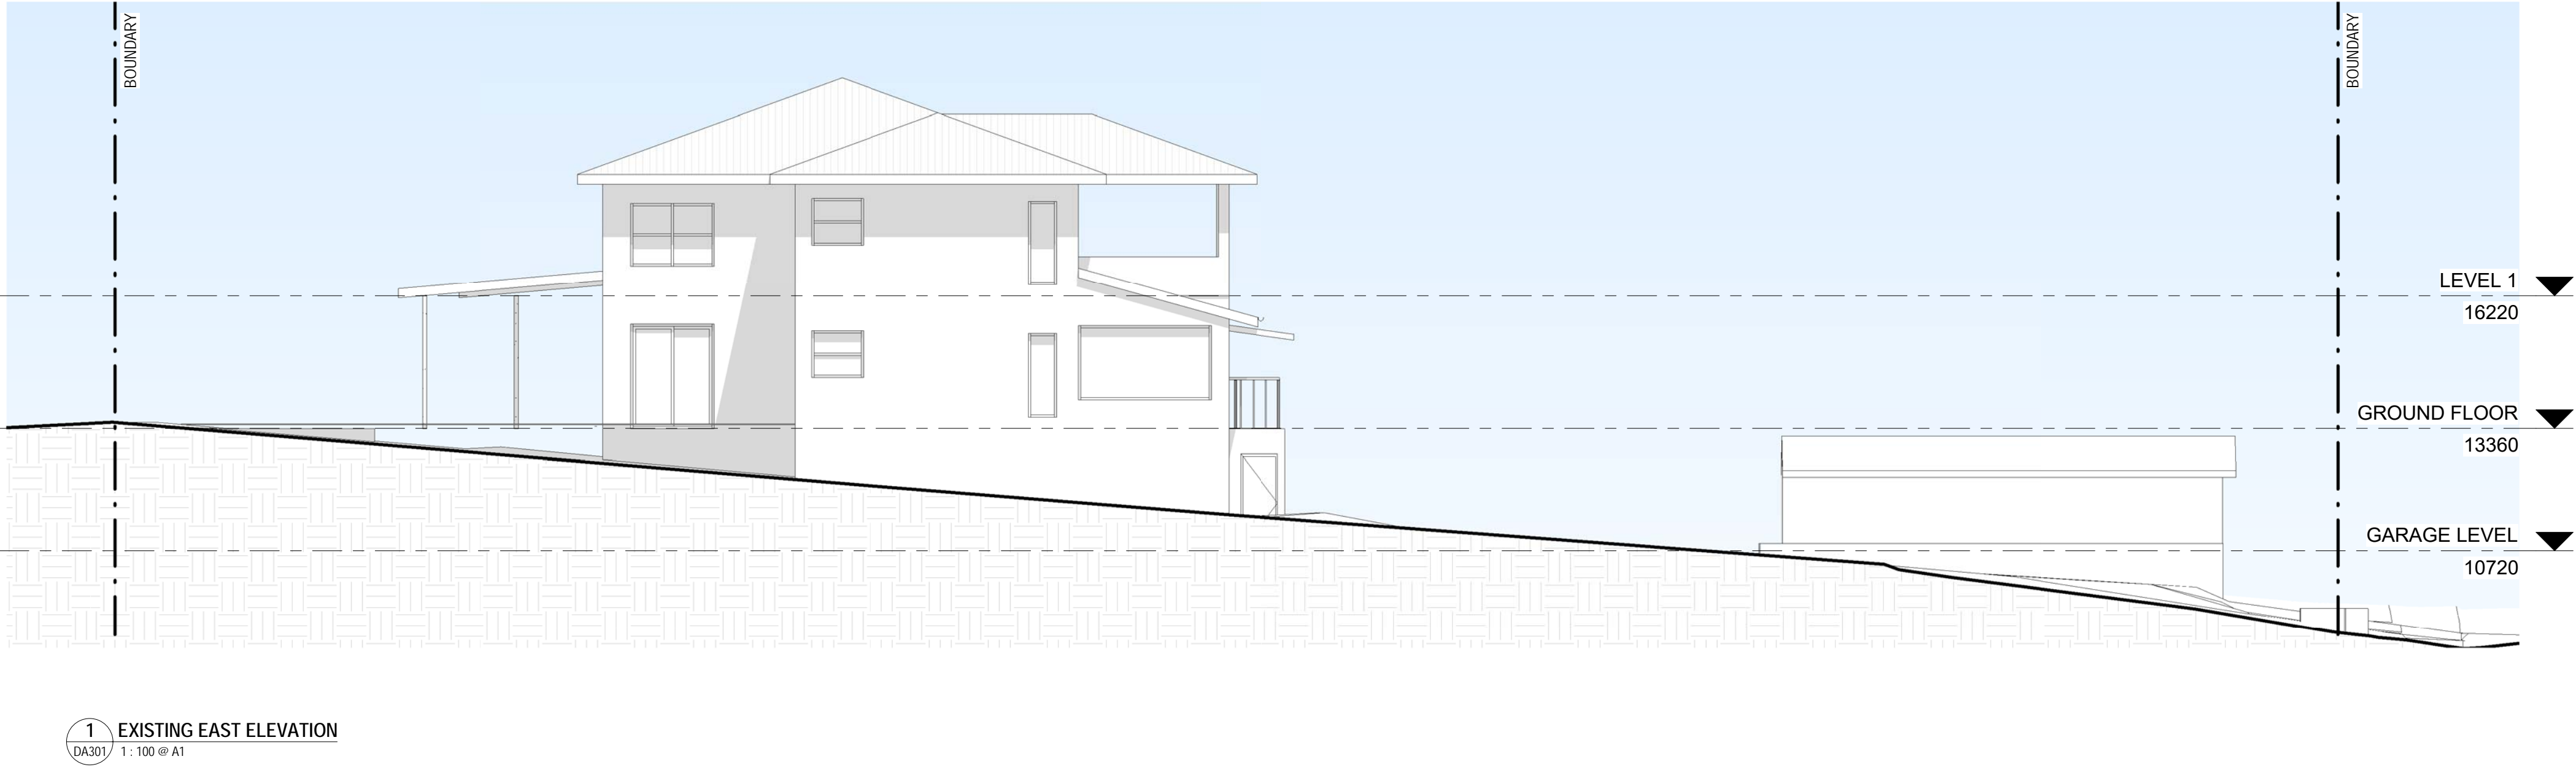 BOUNDARY
BOUNDARY
LEVEL 1
16220
GROUND FLOOR
13360
GARAGE LEVEL
10720
1 EXISTING EAST ELEVATION
DA301 1 : 100 @ A1